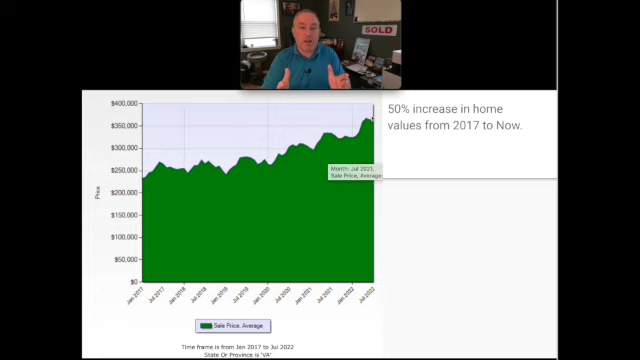 SOLD
50% increase in home
values from 2017 to Now.
$400,000
$350,000
$300,000
$250,000
$200,000
$150,000
$100,000
$50,000
$0
Price
Month: Jul 2021,
Sale Price, Average
Jan 2017
Jul 2017
Jan 2018
Jul 2018
Jan 2019
Jul 2019
Jan 2020
Jul 2020
Jan 2021
Jul 2021
Jan 2022
Jul 2022
Sale Price, Average
Time frame is from Jan 2017 to Jul 2022
State Or Province is 'VA'